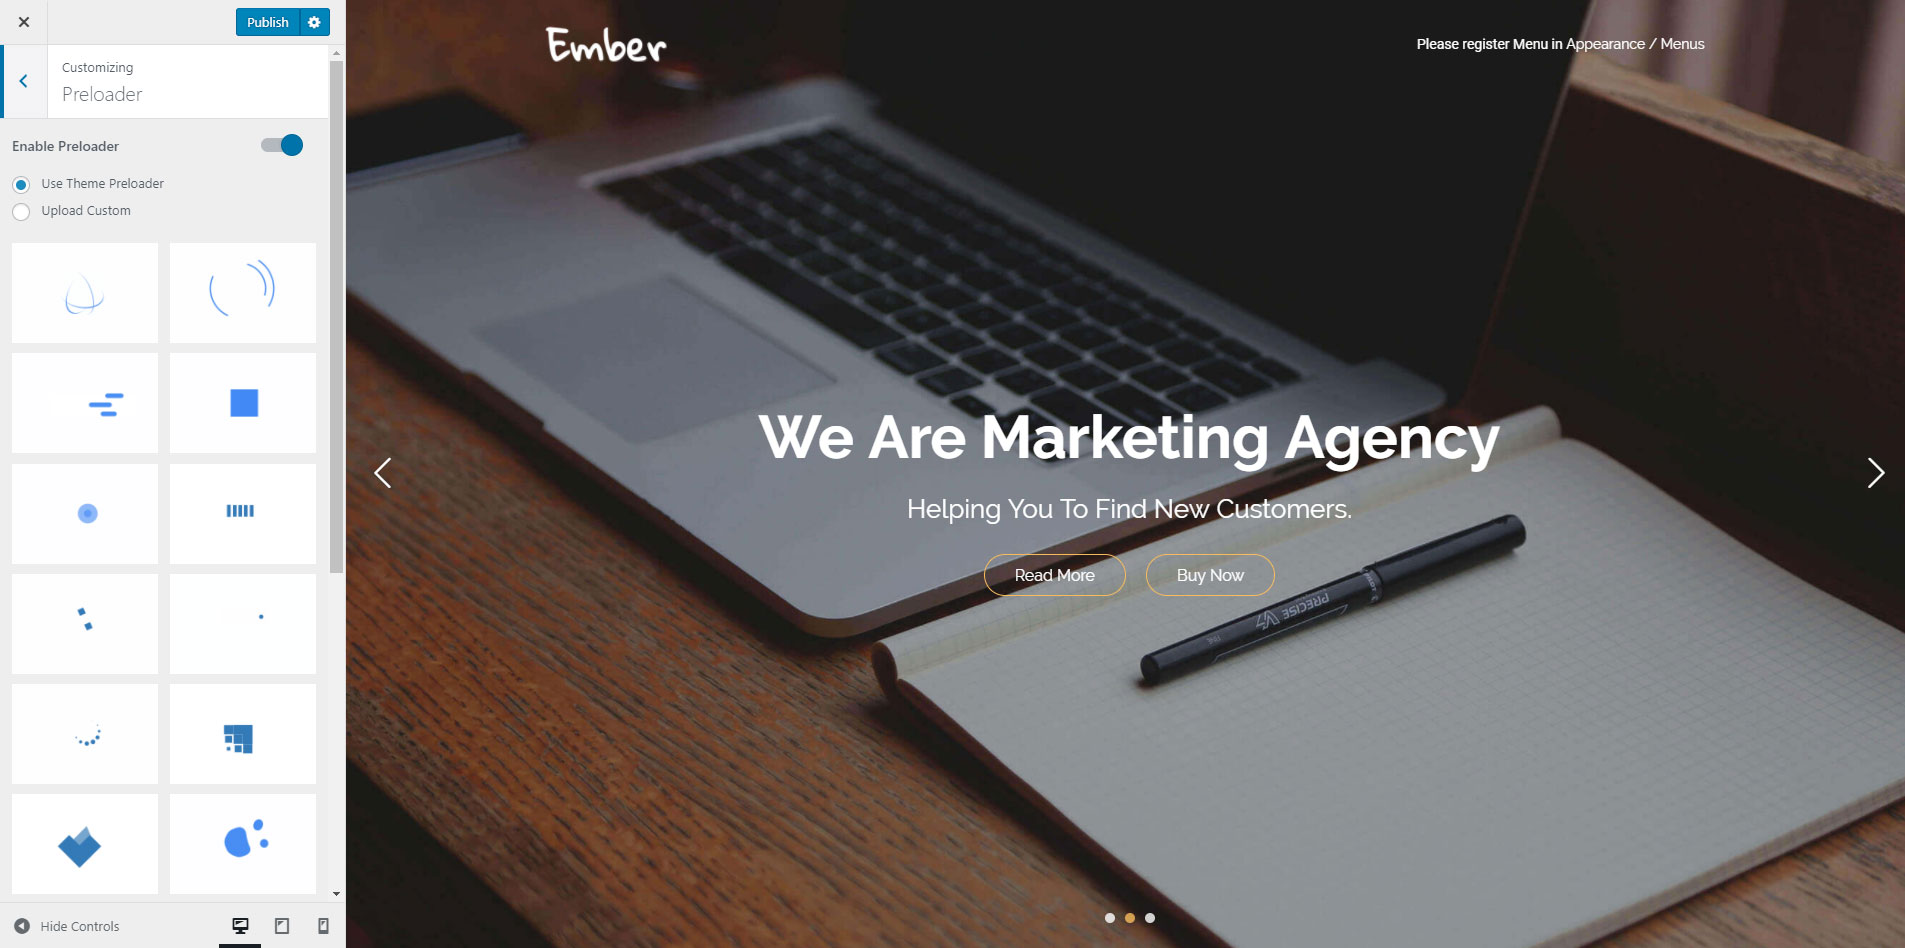 Publish
Customizing
Preloader
Enable Preloader
Use Theme Preloader
Upload Custom
Hide Controls
Ember
Please register Menu in Appearance / Menus
We Are Marketing Agency
Helping You To Find New Customers.
Read More
Buy Now
PRECISE V7